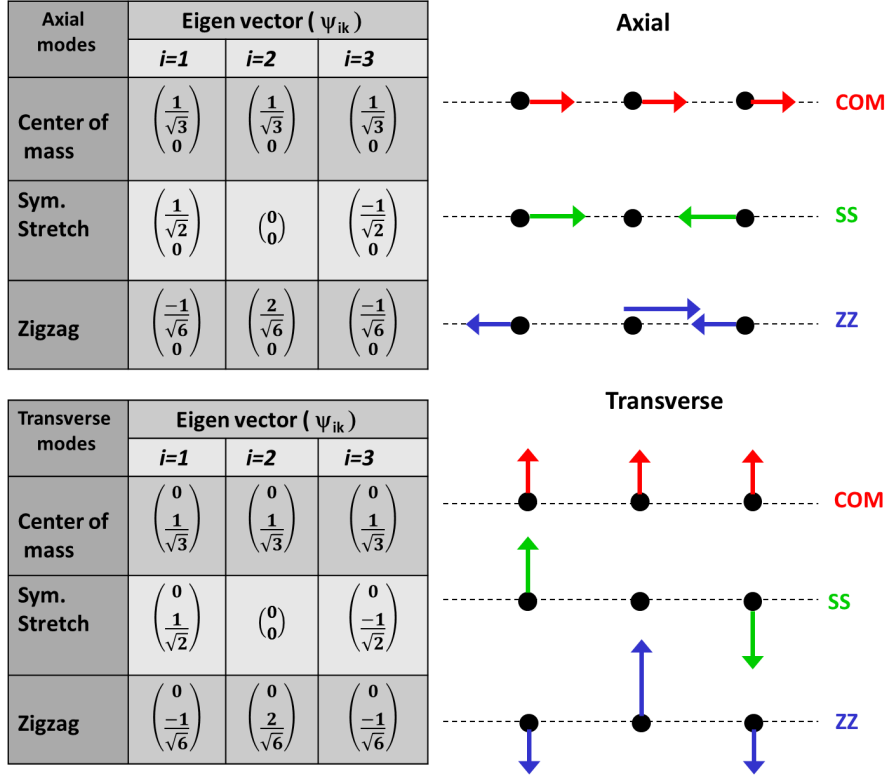 Axial modes
Eigen vector ( ψik )
i=1 i=2 i=3
Center of mass
(1/√3 0) (1/√3 0) (1/√3 0)
Sym. Stretch
(1/√2 0) (0 0) (-1/√2 0)
Zigzag
(-1/√6 0) (2/√6 0) (-1/√6 0)
Axial
COM
SS
ZZ
Transverse modes
Eigen vector ( ψik )
i=1 i=2 i=3
Center of mass
(0 1/√3) (0 1/√3) (0 1/√3)
Sym. Stretch
(0 1/√2) (0 0) (0 -1/√2)
Zigzag
(0 -1/√6) (0 2/√6) (0 -1/√6)
Transverse
COM
SS
ZZ